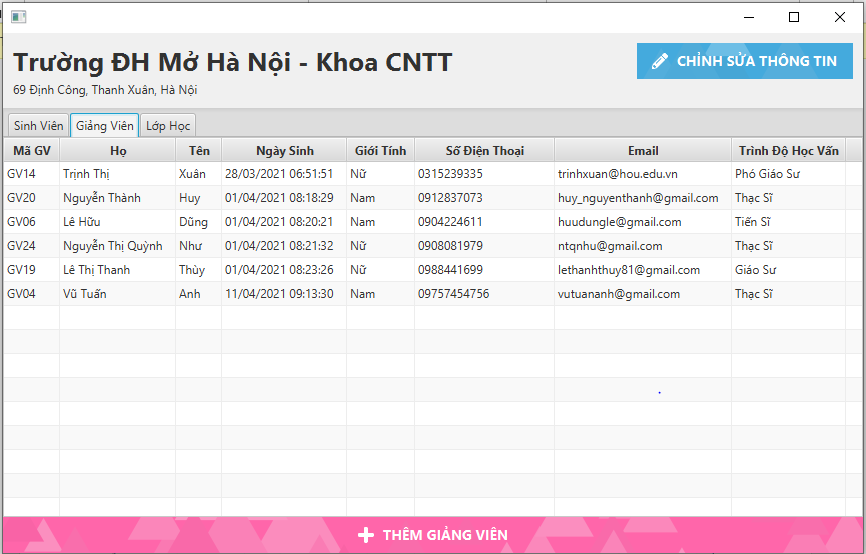 Trường ĐH Mở Hà Nội - Khoa CNTT
CHỈNH SỬA THÔNG TIN
69 Định Công, Thanh Xuân, Hà Nội
Sinh Viên Giảng Viên Lớp Học
Mã GV Họ Tên Ngày Sinh Giới Tính Số Điện Thoại Email Trình Độ Học Vấn
GV14 Trịnh Thị Xuân 28/03/2021 06:51:51 Nữ 0315239335 trinhxuan@hou.edu.vn Phó Giáo Sư
GV20 Nguyễn Thành Huy 01/04/2021 08:18:29 Nam 0912837073 huy_nguyenthanh@gmail.com Thạc Sĩ
GV06 Lê Hữu Dũng 01/04/2021 08:20:21 Nam 0904224611 huudungle@gmail.com Tiến Sĩ
GV24 Nguyễn Thị Quỳnh Như 01/04/2021 08:21:32 Nữ 0908081979 ntqnhu@gmail.com Thạc Sĩ
GV19 Lê Thị Thanh Thùy 01/04/2021 08:23:26 Nữ 0988441699 lethanhthuy81@gmail.com Giáo Sư
GV04 Vũ Tuấn Anh 11/04/2021 09:13:30 Nam 09757454756 vutuananh@gmail.com Thạc Sĩ
THÊM GIẢNG VIÊN